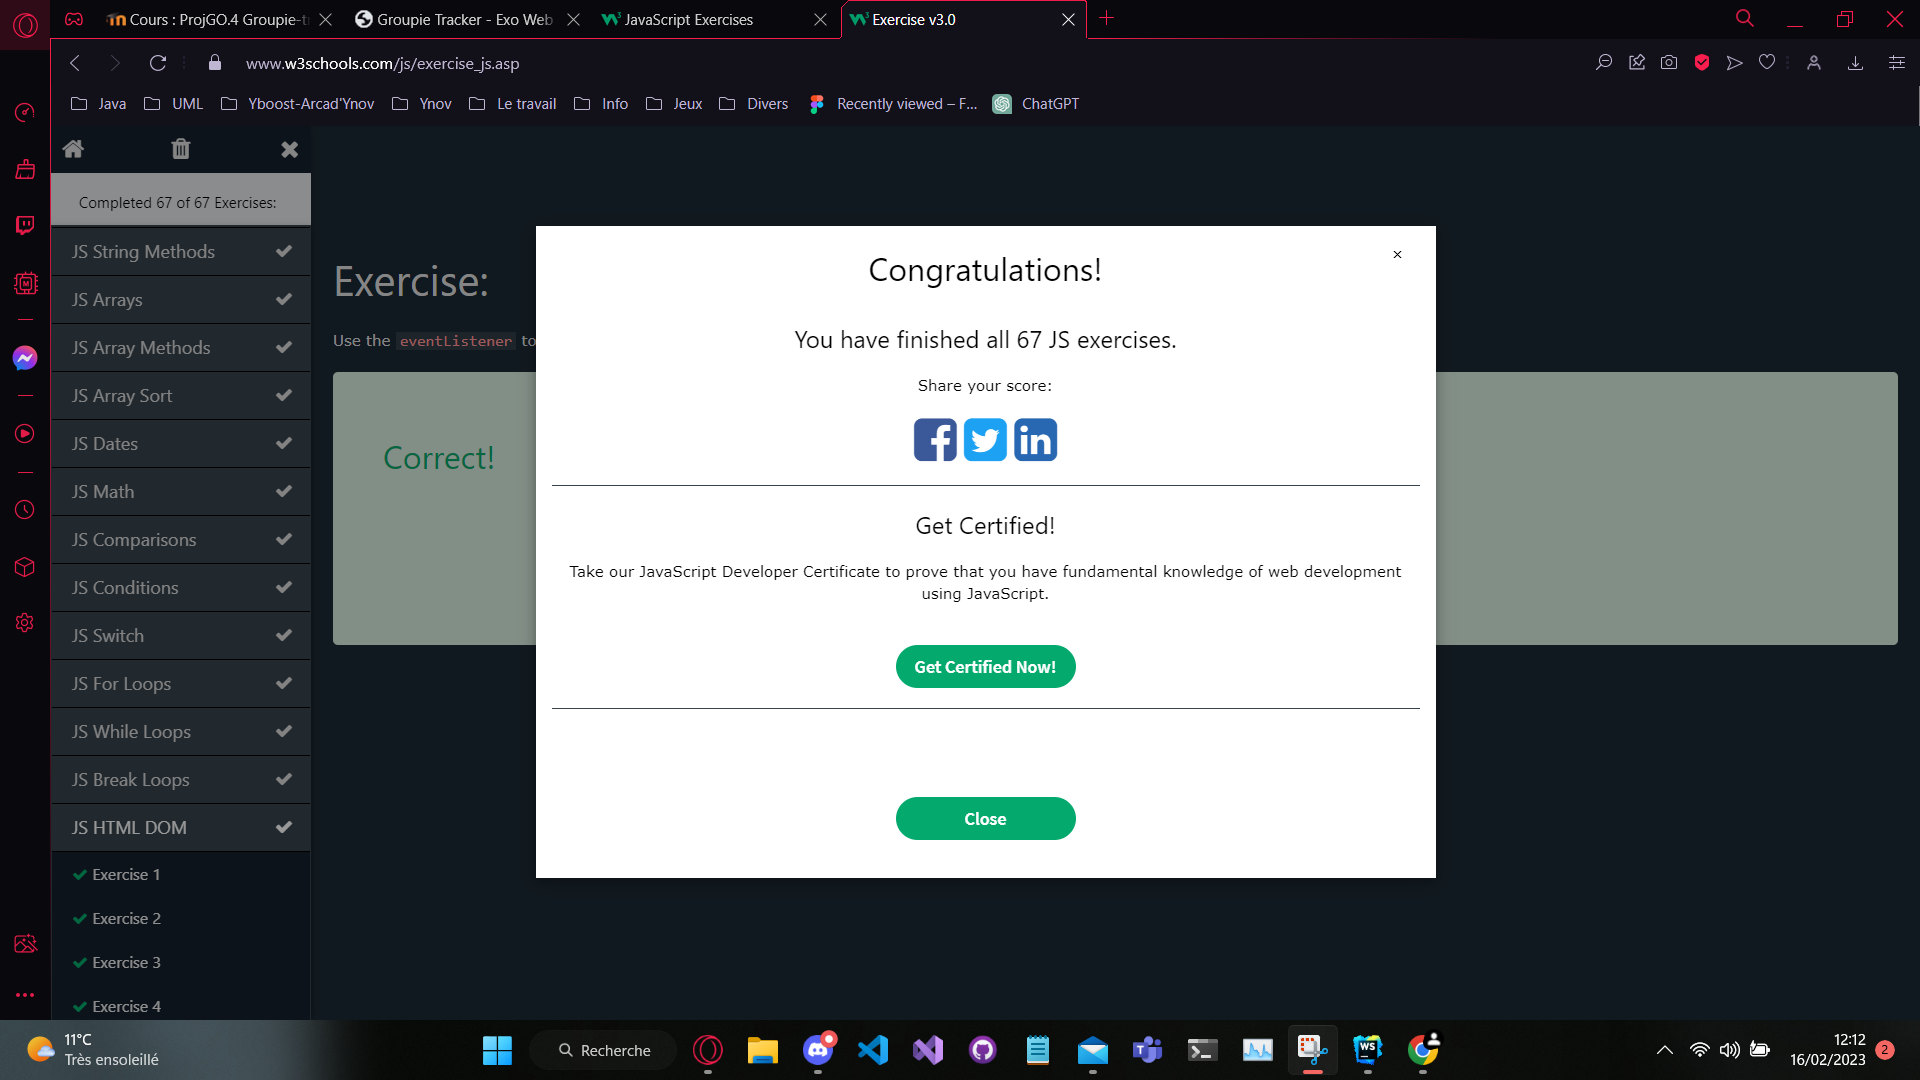 Cours : ProjGO.4 Groupie-tr
Groupie Tracker - Exo Web
JavaScript Exercises
Exercise v3.0
www.w3schools.com/js/exercise_js.asp
Java
UML
Yboost-Arcad'Ynov
Ynov
Le travail
Info
Jeux
Divers
Recently viewed – F...
ChatGPT
Completed 67 of 67 Exercises:
JS String Methods
JS Arrays
JS Array Methods
JS Array Sort
JS Dates
JS Math
JS Comparisons
JS Conditions
JS Switch
JS For Loops
JS While Loops
JS Break Loops
JS HTML DOM
Exercise 1
Exercise 2
Exercise 3
Exercise 4
Exercise:
Use the eventListener to
Correct!
×
Congratulations!
You have finished all 67 JS exercises.
Share your score:
Get Certified!
Take our JavaScript Developer Certificate to prove that you have fundamental knowledge of web development
using JavaScript.
Get Certified Now!
Close
11°C
Très ensoleillé
Recherche
WS
12:12
16/02/2023
2